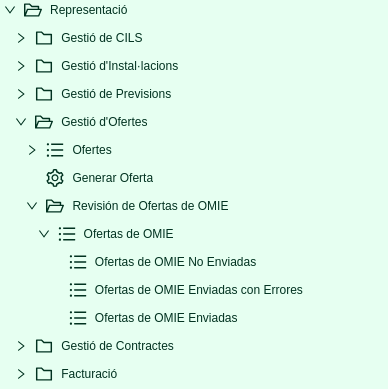 Representació
Gestió de CILS
Gestió d'Instal·lacions
Gestió de Previsions
Gestió d'Ofertes
Ofertes
Generar Oferta
Revisión de Ofertas de OMIE
Ofertas de OMIE
Ofertas de OMIE No Enviadas
Ofertas de OMIE Enviadas con Errores
Ofertas de OMIE Enviadas
Gestió de Contractes
Facturació